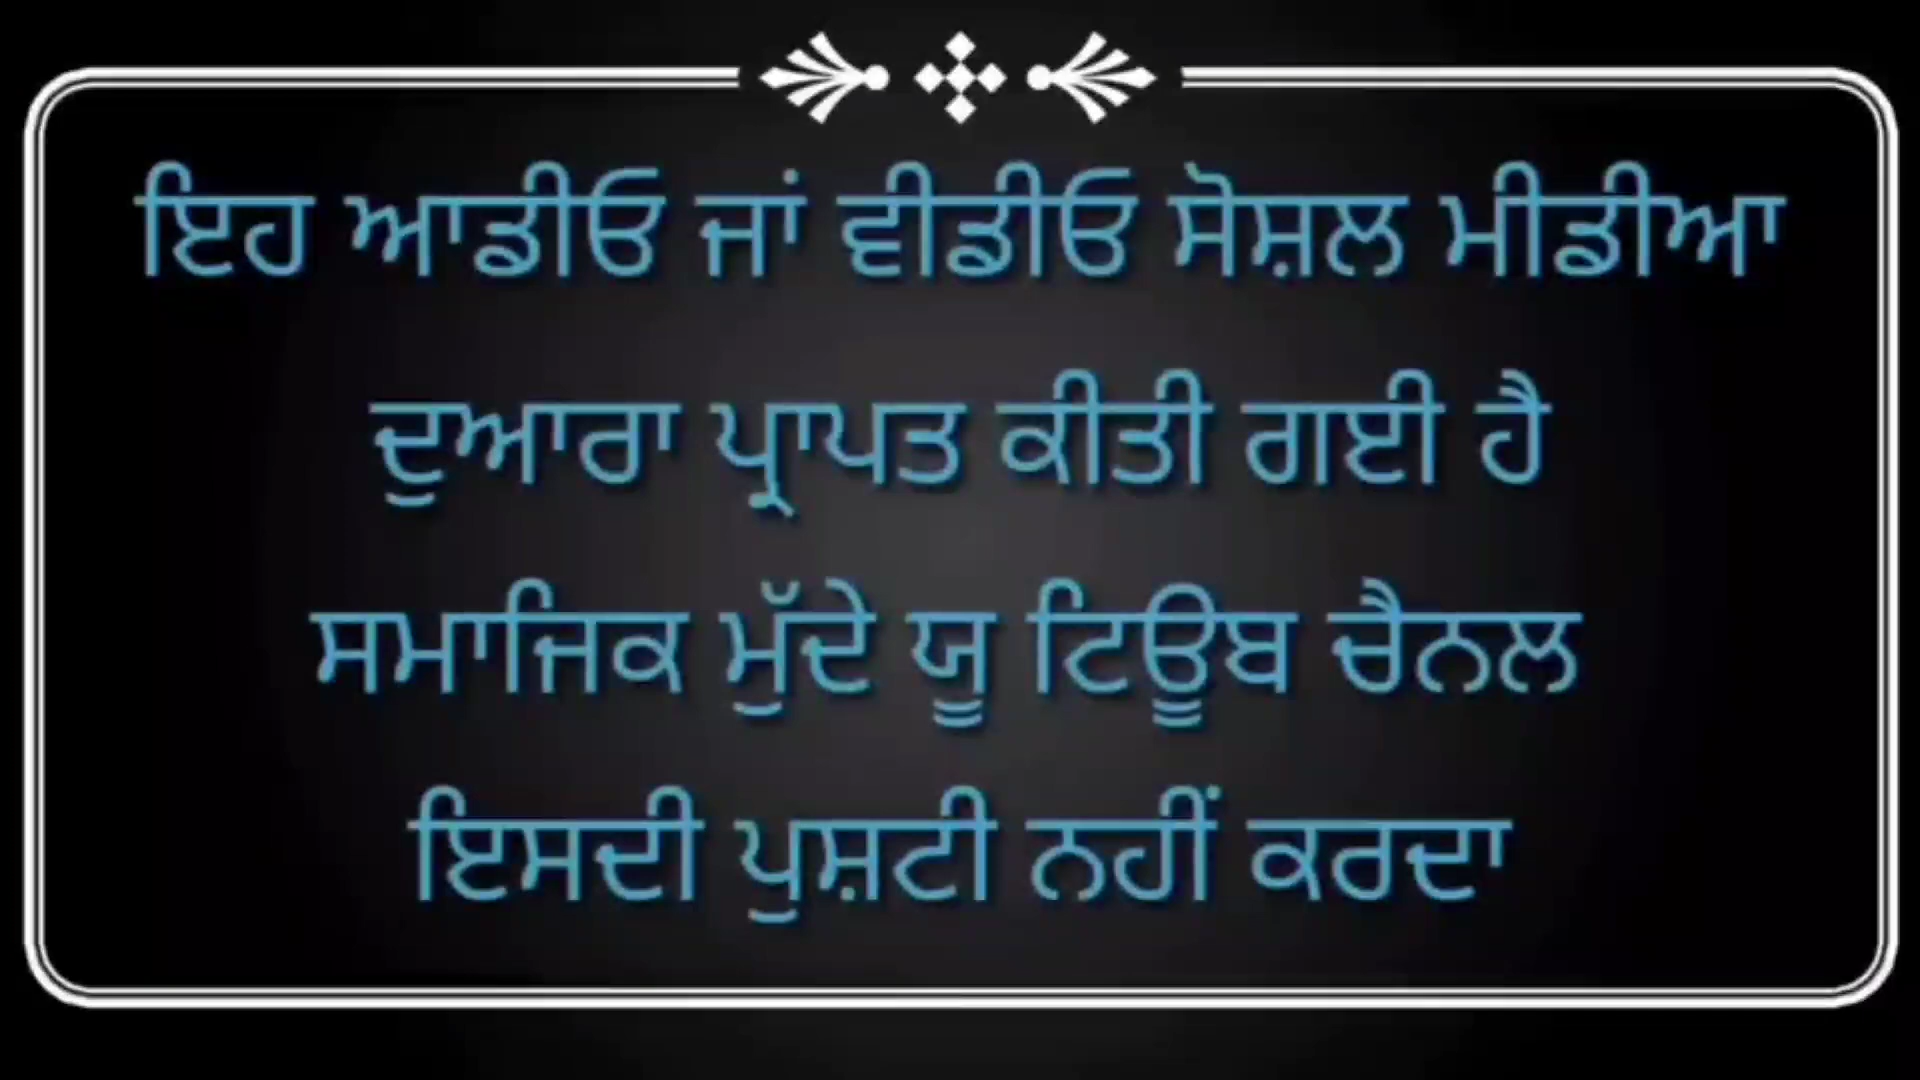 ਇਹ ਆਡੀਓ ਜਾਂ ਵੀਡੀਓ ਸੋਸ਼ਲ ਮੀਡੀਆ
ਦੁਆਰਾ ਪ੍ਰਾਪਤ ਕੀਤੀ ਗਈ ਹੈ
ਸਮਾਜਿਕ ਮੁੱਦੇ ਯੂ ਟਿਊਬ ਚੈਨਲ
ਇਸਦੀ ਪੁਸ਼ਟੀ ਨਹੀਂ ਕਰਦਾ